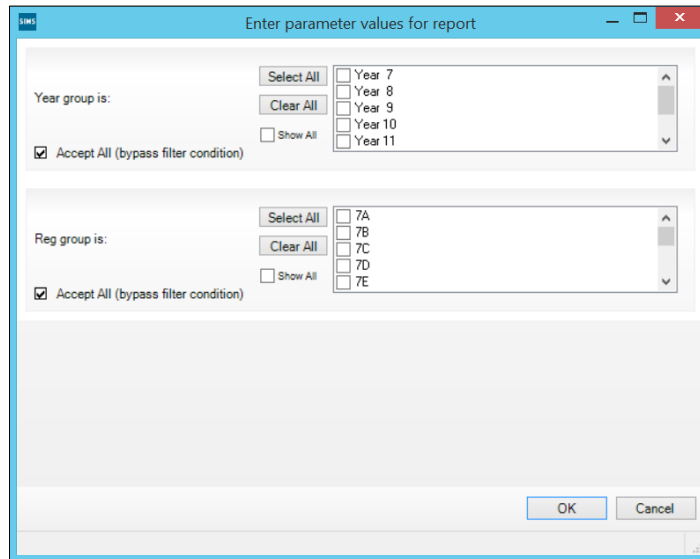 SIMS
Enter parameter values for report
Year group is:
Select All
Clear All
Show All
Year 7
Year 8
Year 9
Year 10
Year 11
Accept All (bypass filter condition)
Reg group is:
Select All
Clear All
Show All
7A
7B
7C
7D
7E
Accept All (bypass filter condition)
OK
Cancel